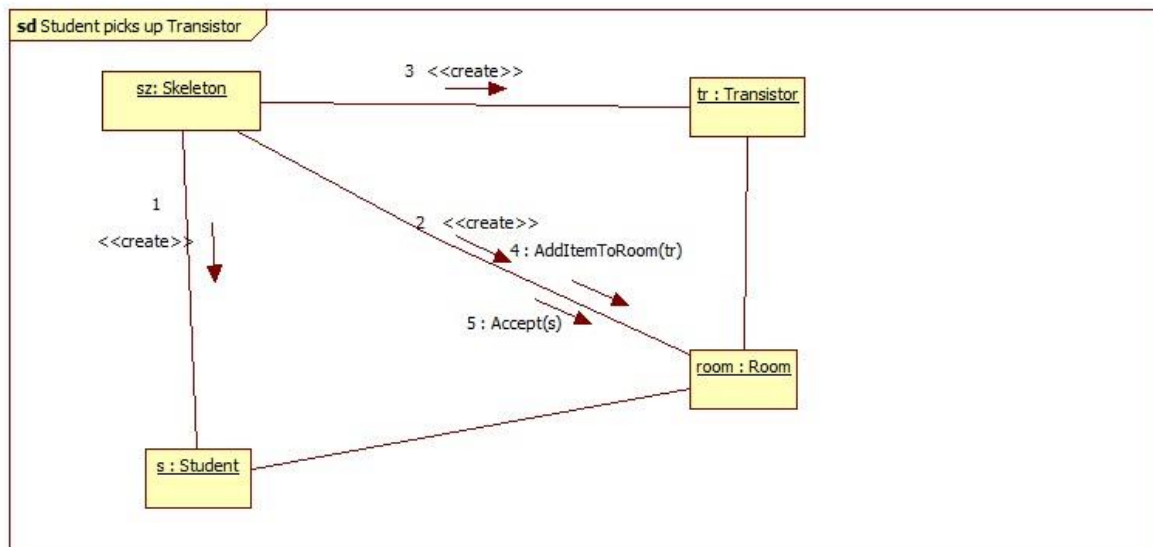 sd Student picks up Transistor
3 <<create>>
sz: Skeleton
tr : Transistor
1
<<create>>
2 <<create>>
4 : AddItemToRoom(tr)
5 : Accept(s)
room : Room
s : Student